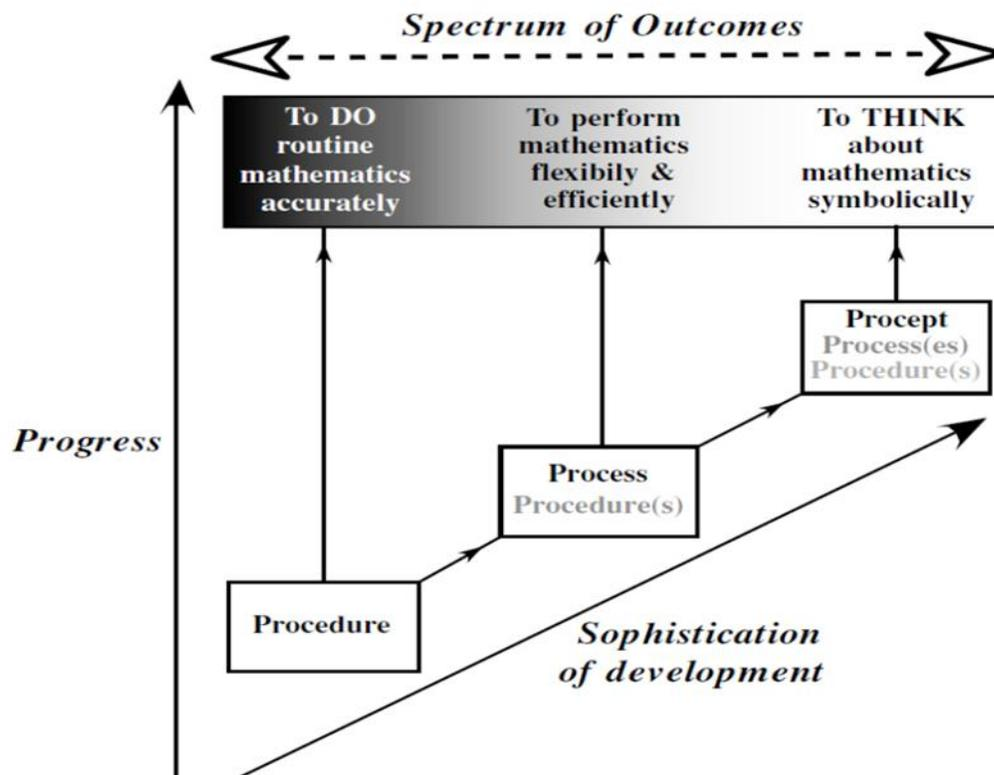 Spectrum of Outcomes
To DO
routine
mathematics
accurately
To perform
mathematics
flexibily &
efficiently
To THINK
about
mathematics
symbolically
Procept
Process(es)
Procedure(s)
Progress
Process
Procedure(s)
Procedure
Sophistication
of development